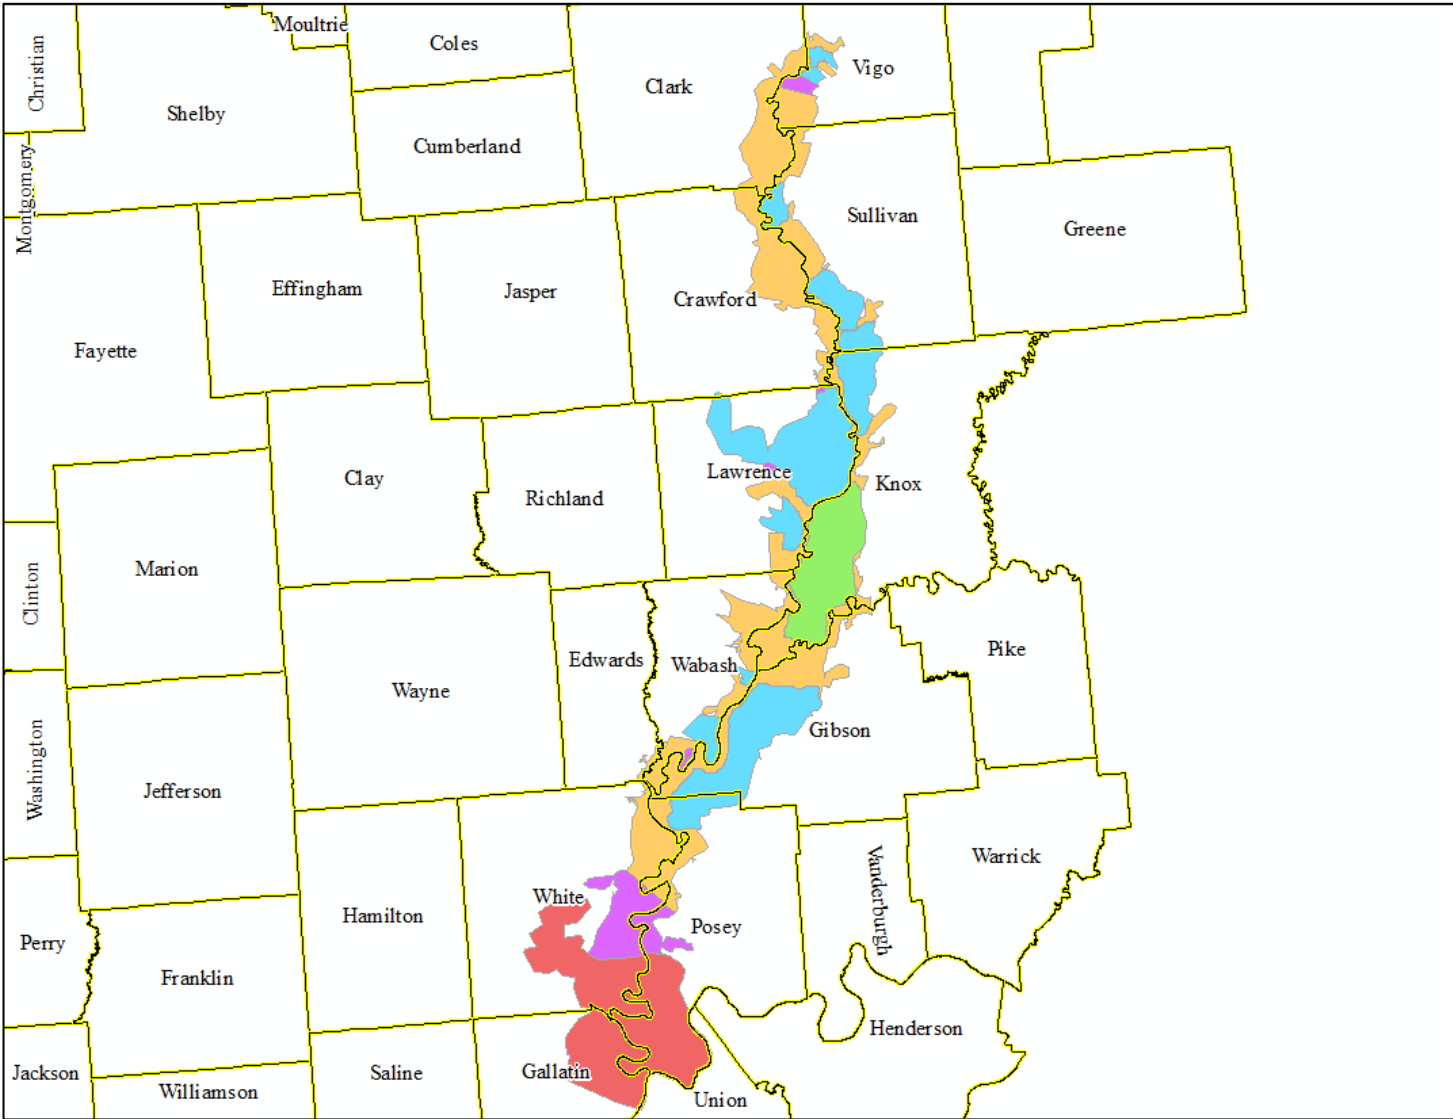 Moultrie
Coles
Christian
Vigo
Clark
Shelby
Cumberland
Montgomery
Sullivan
Greene
Effingham
Jasper
Crawford
Fayette
Lawrence
Clay
Knox
Richland
Marion
Clinton
Pike
Edwards
Wabash
Wayne
Gibson
Washington
Jefferson
Warrick
Vanderburgh
White
Hamilton
Posey
Perry
Franklin
Henderson
Jackson
Saline
Gallatin
Williamson
Union